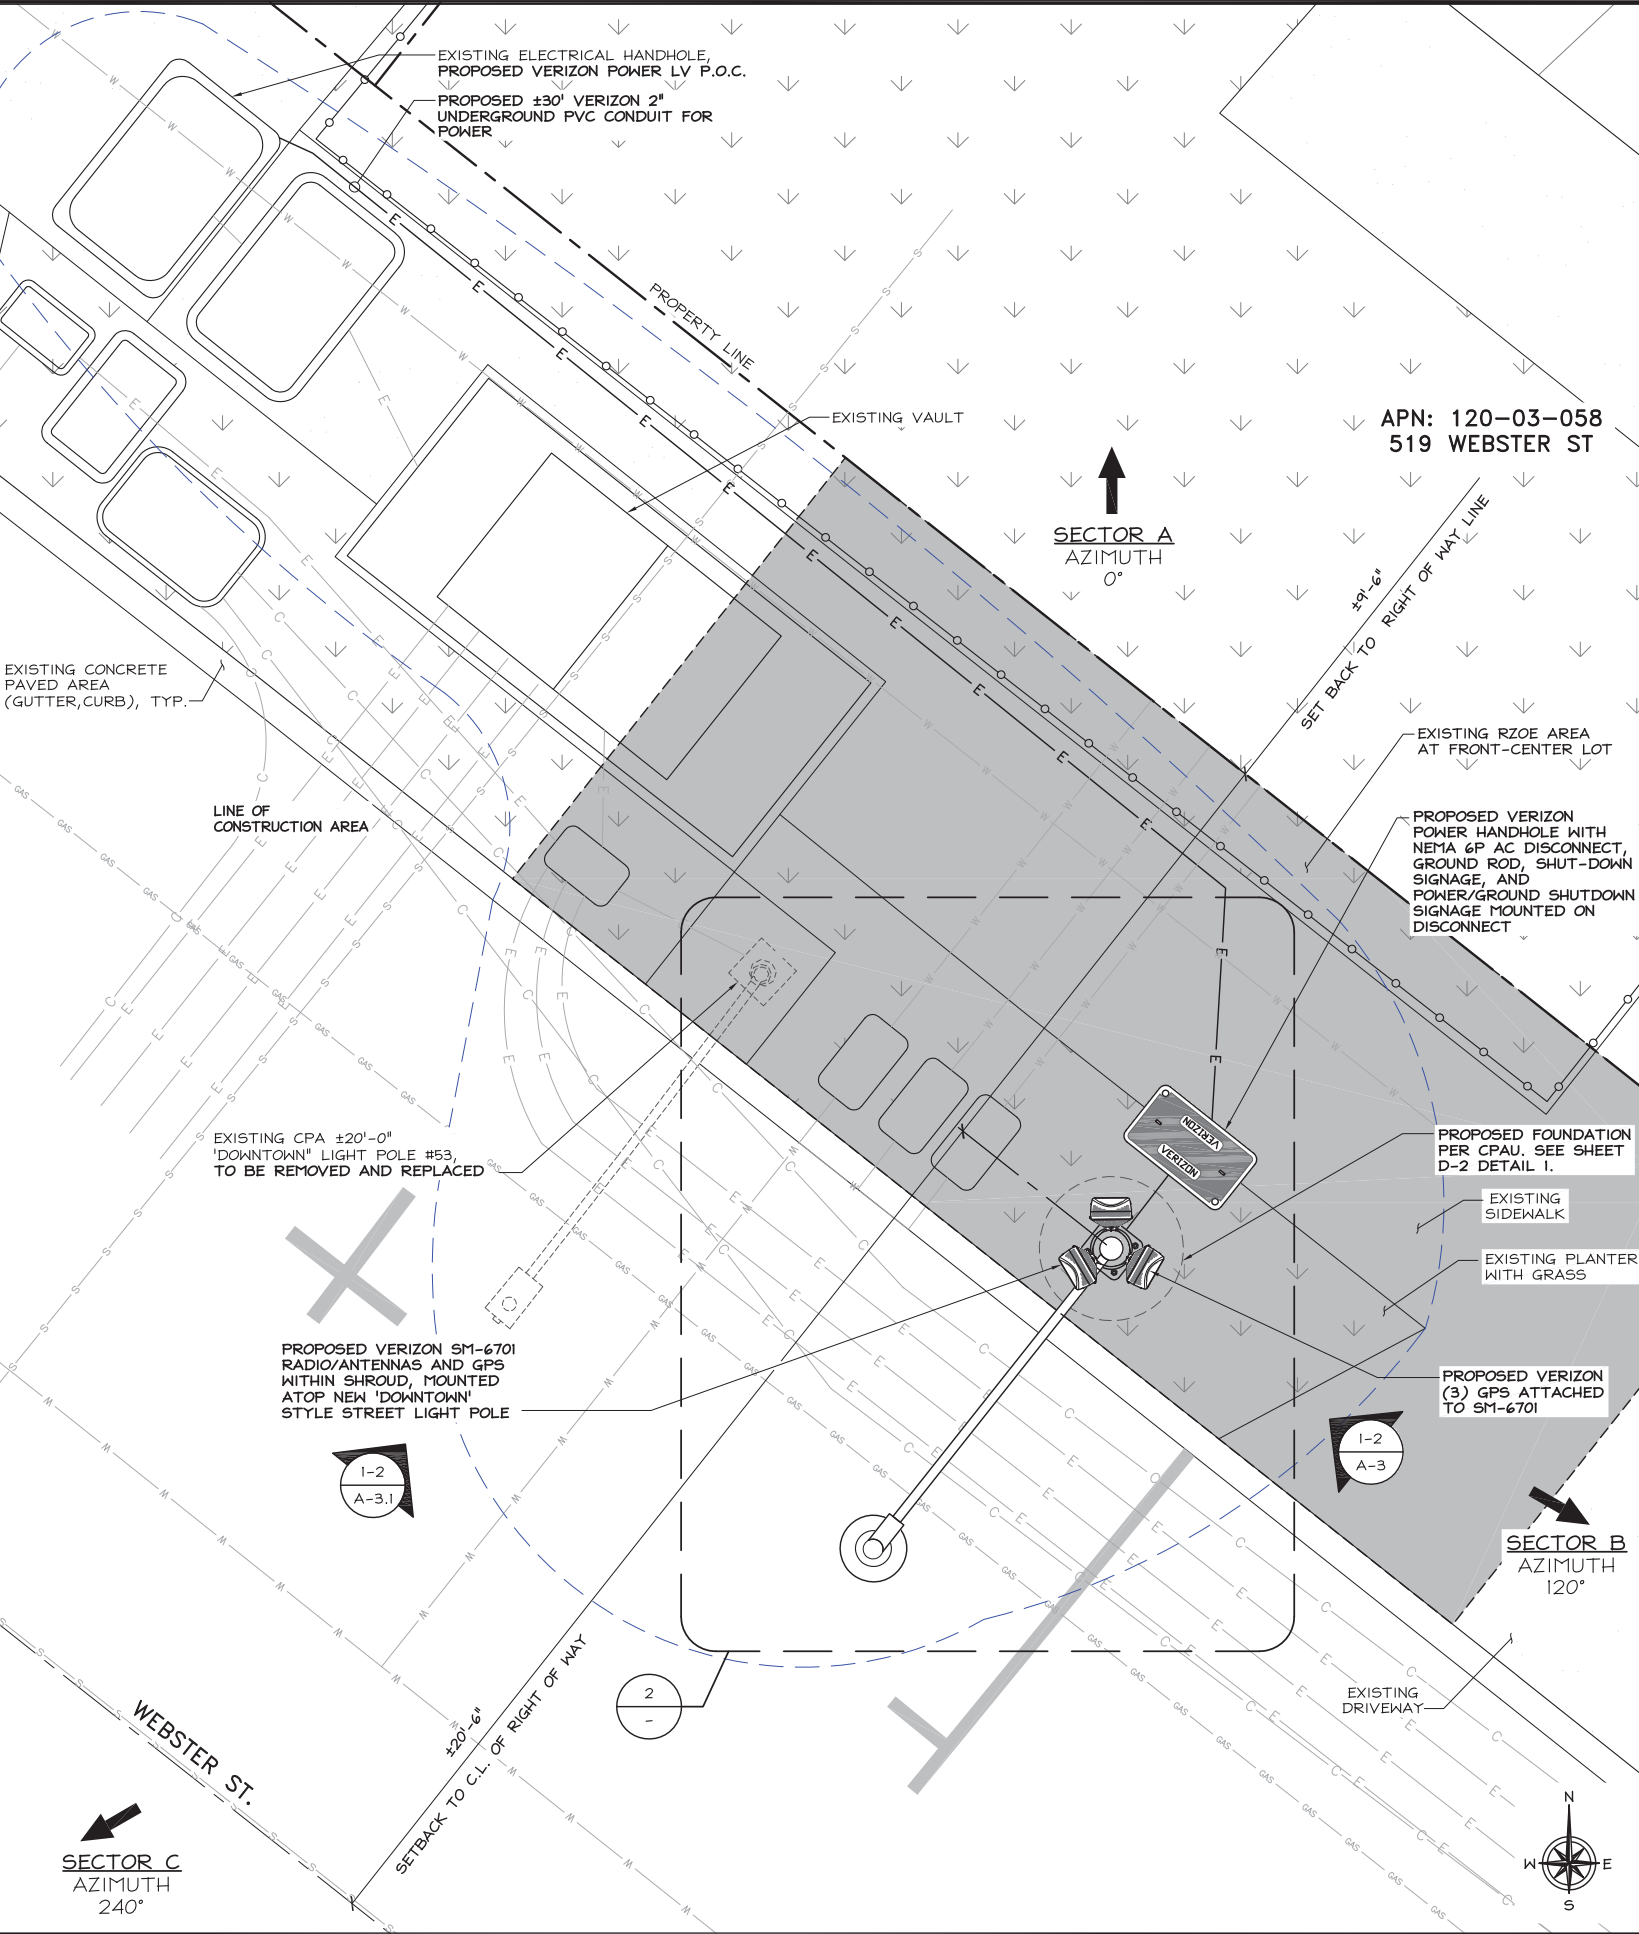 EXISTING ELECTRICAL HANDHOLE,
PROPOSED VERIZON POWER LV P.O.C.
PROPOSED ±30' VERIZON 2"
UNDERGROUND PVC CONDUIT FOR
POWER
PROPERTY LINE
EXISTING VAULT
APN: 120-03-058
519 WEBSTER ST
SECTOR A
AZIMUTH
0°
±9'-6"
SET BACK TO RIGHT OF WAY LINE
EXISTING CONCRETE
PAVED AREA
(GUTTER,CURB), TYP.
EXISTING RZOE AREA
AT FRONT-CENTER LOT
LINE OF
CONSTRUCTION AREA
PROPOSED VERIZON
POWER HANDHOLE WITH
NEMA 6P AC DISCONNECT,
GROUND ROD, SHUT-DOWN
SIGNAGE, AND
POWER/GROUND SHUTDOWN
SIGNAGE MOUNTED ON
DISCONNECT
EXISTING CPA ±20'-0"
'DOWNTOWN" LIGHT POLE #53,
TO BE REMOVED AND REPLACED
VERIZON
VERIZON
PROPOSED FOUNDATION
PER CPAU. SEE SHEET
D-2 DETAIL 1.
EXISTING
SIDEWALK
EXISTING PLANTER
WITH GRASS
PROPOSED VERIZON SM-6701
RADIO/ANTENNAS AND GPS
WITHIN SHROUD, MOUNTED
ATOP NEW 'DOWNTOWN'
STYLE STREET LIGHT POLE
PROPOSED VERIZON
(3) GPS ATTACHED
TO SM-6701
1-2
A-3.1
1-2
A-3
SECTOR B
AZIMUTH
120°
EXISTING
DRIVEWAY
2
-
±20'-6"
SETBACK TO C.L. OF RIGHT OF WAY
WEBSTER ST.
SECTOR C
AZIMUTH
240°
N
W E
S